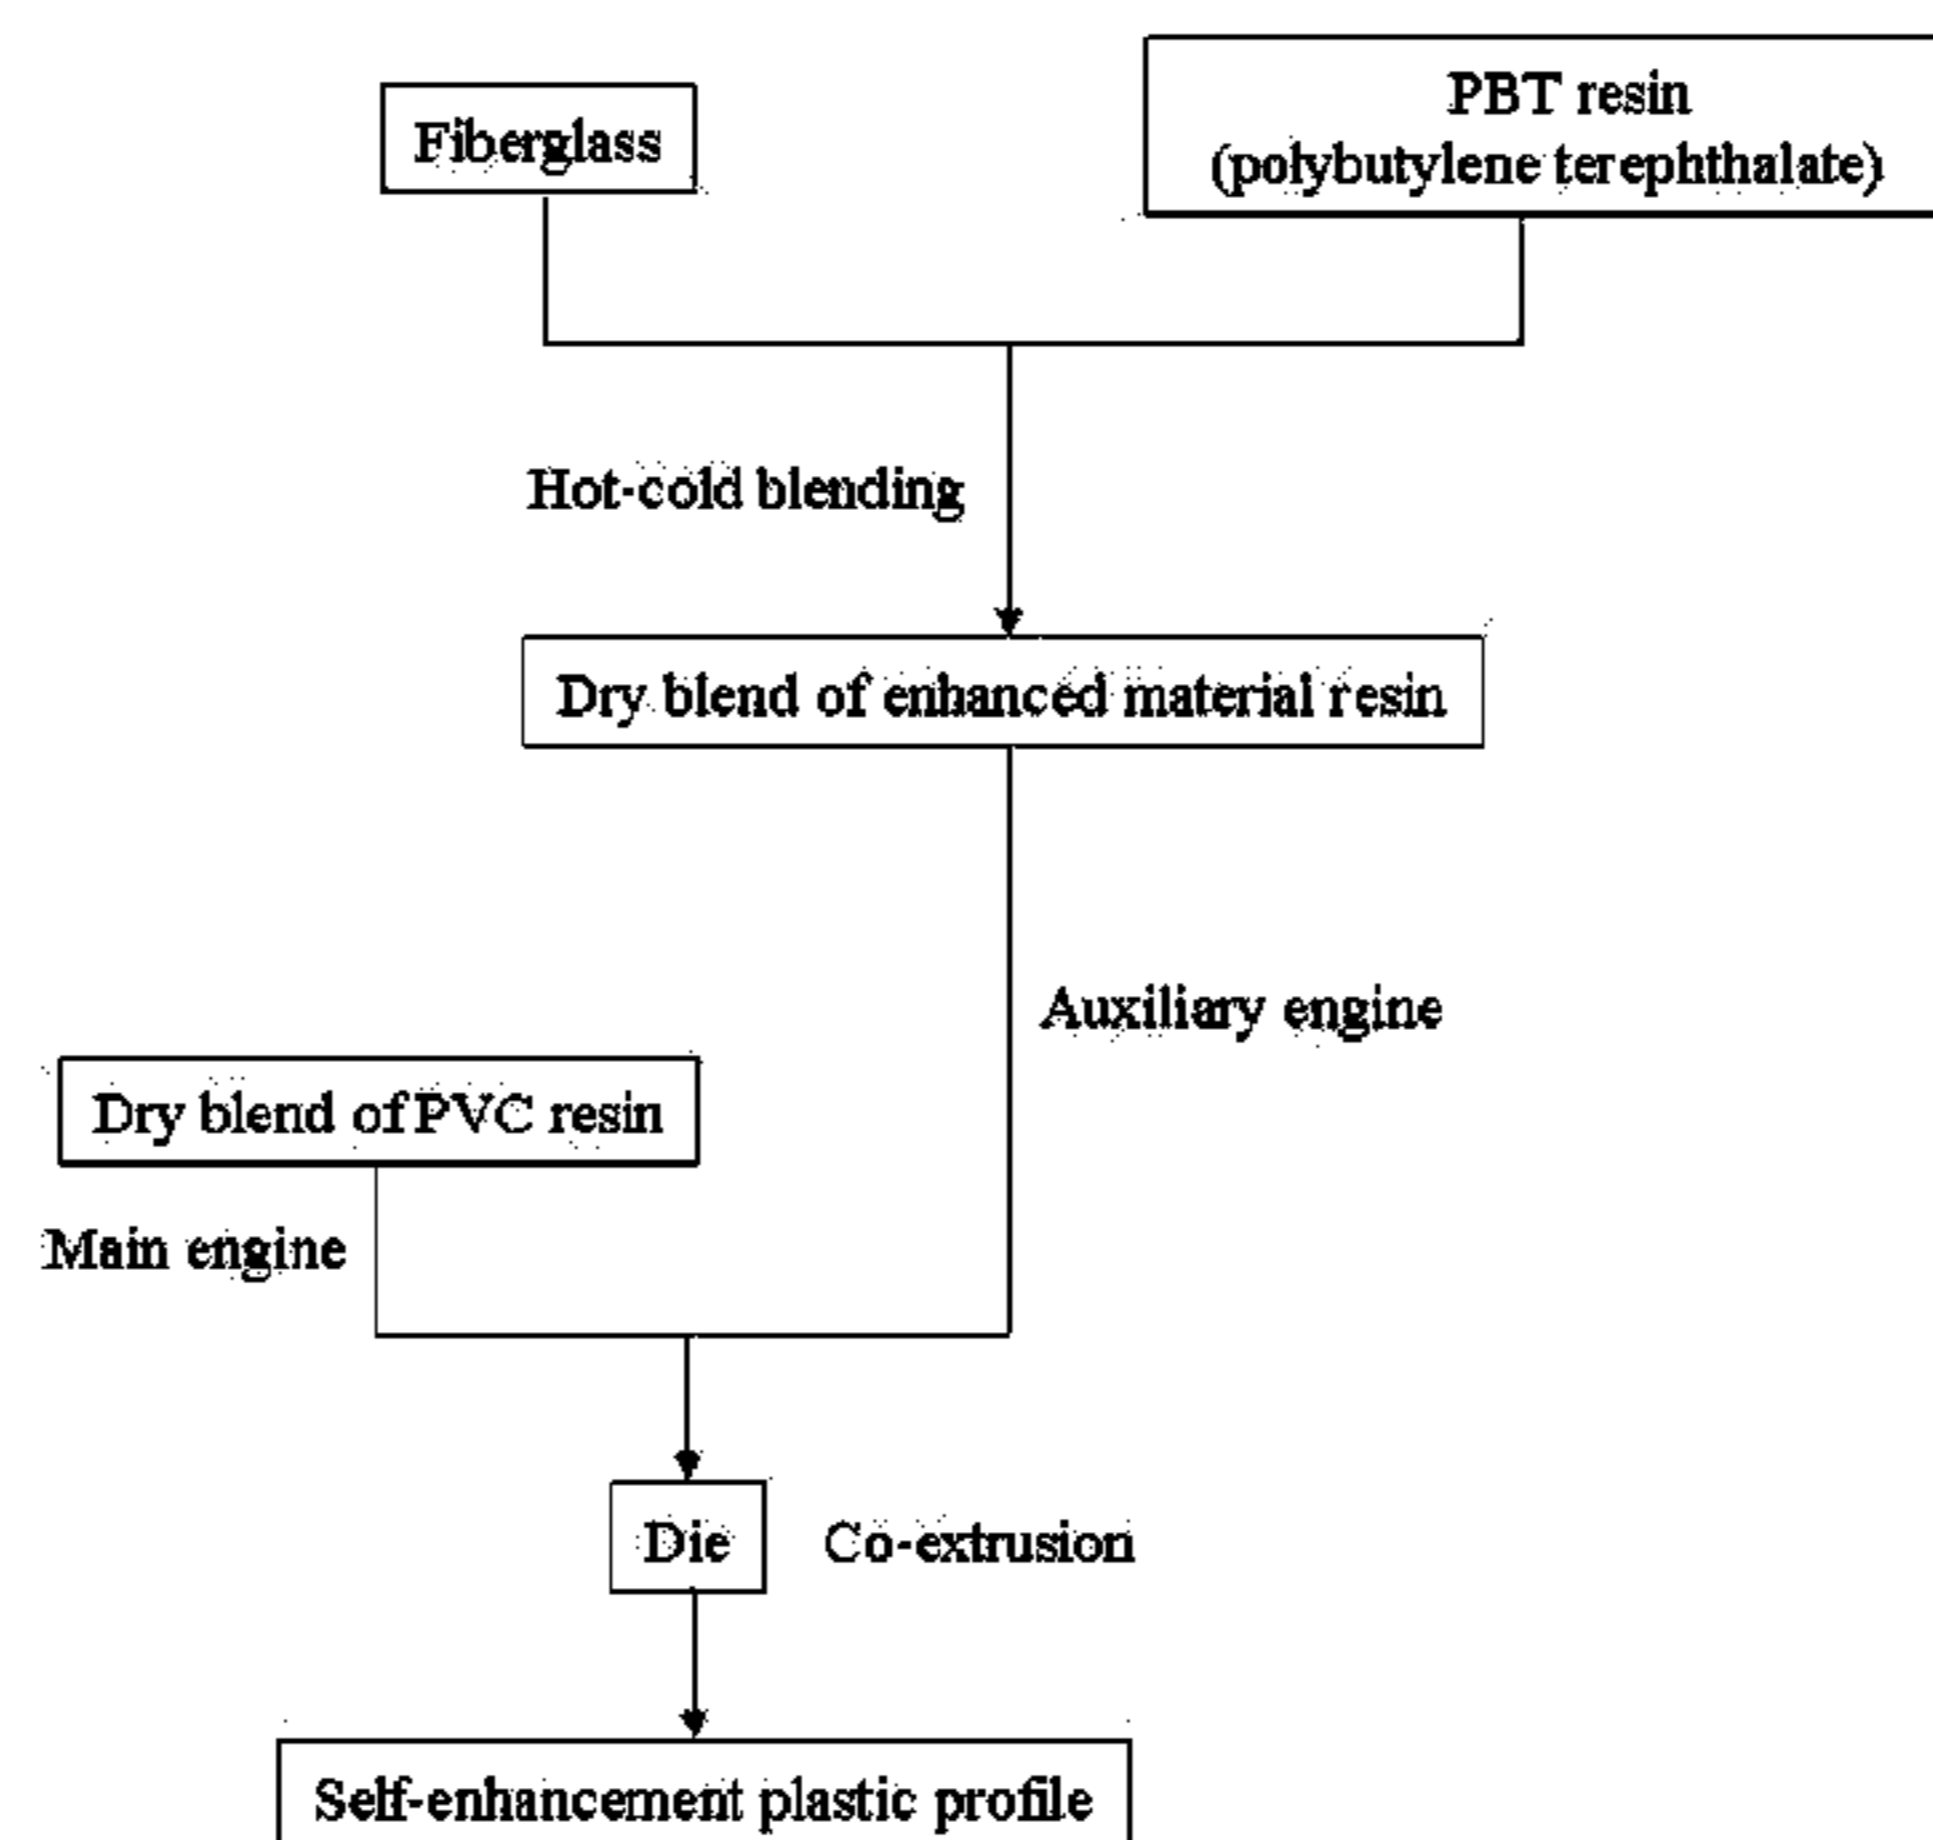 Fiberglass
PBT resin
(polybutylene terephthalate)
Hot-cold blending
Dry blend of enhanced material resin
Auxiliary engine
Dry blend of PVC resin
Main engine
Die
Co-extrusion
Self-enhancement plastic profile